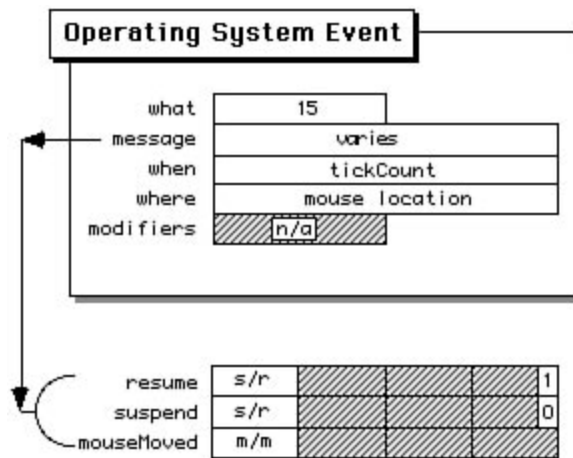 Operating System Event
what 15
message varies
when tickCount
where mouse location
modifiers n/a
resume s/r 1
suspend s/r 0
mouseMoved m/m